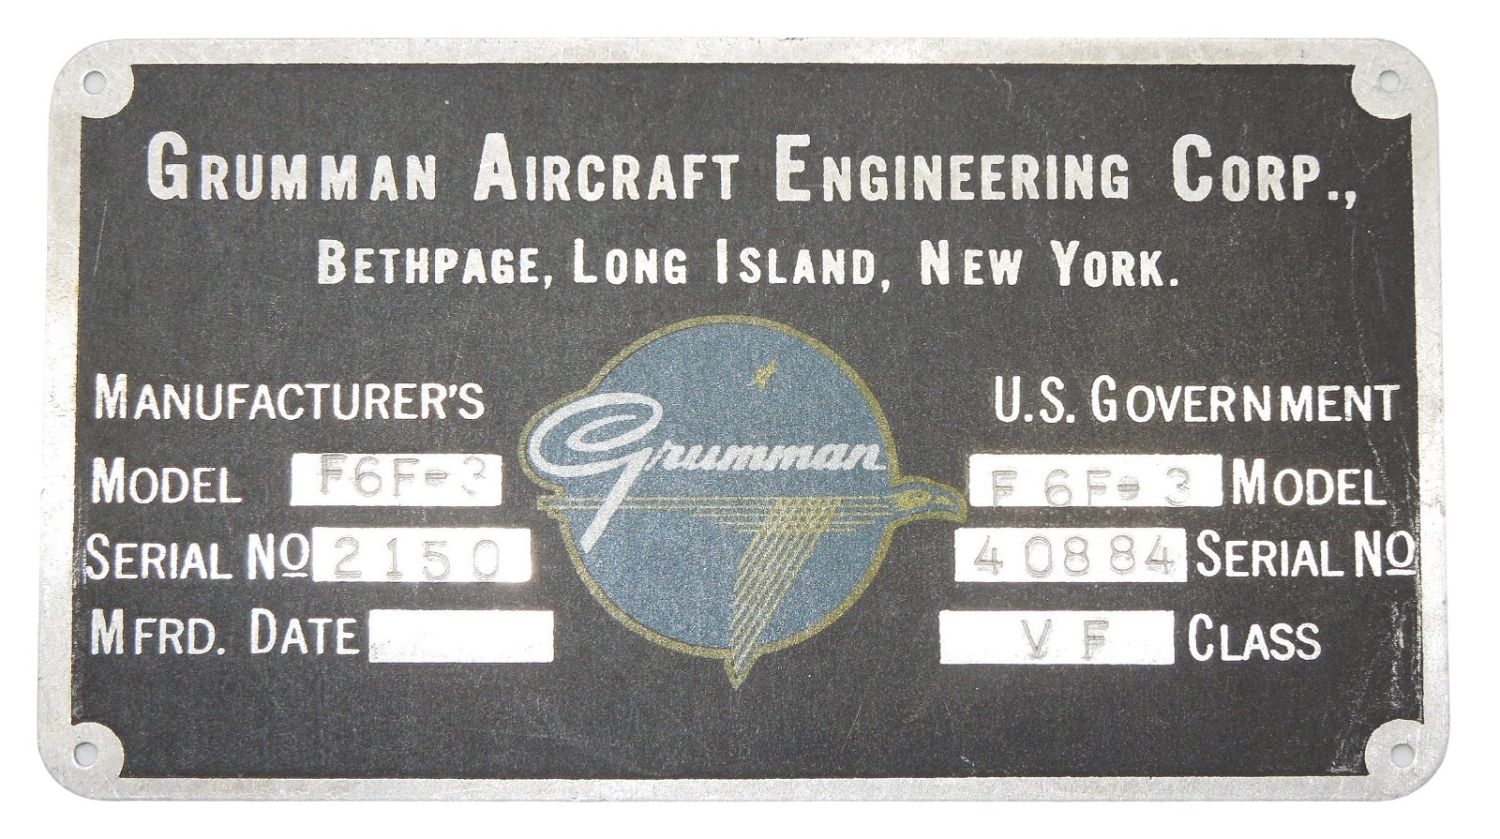 GRUMMAN AIRCRAFT ENGINEERING CORP.,
BETHPAGE, LONG ISLAND, NEW YORK.
Grumman
MANUFACTURER'S
MODEL F6F-3
SERIAL NO 2150
MFRD. DATE
U.S. GOVERNMENT
F6F-3 MODEL
40884 SERIAL NO
VF CLASS